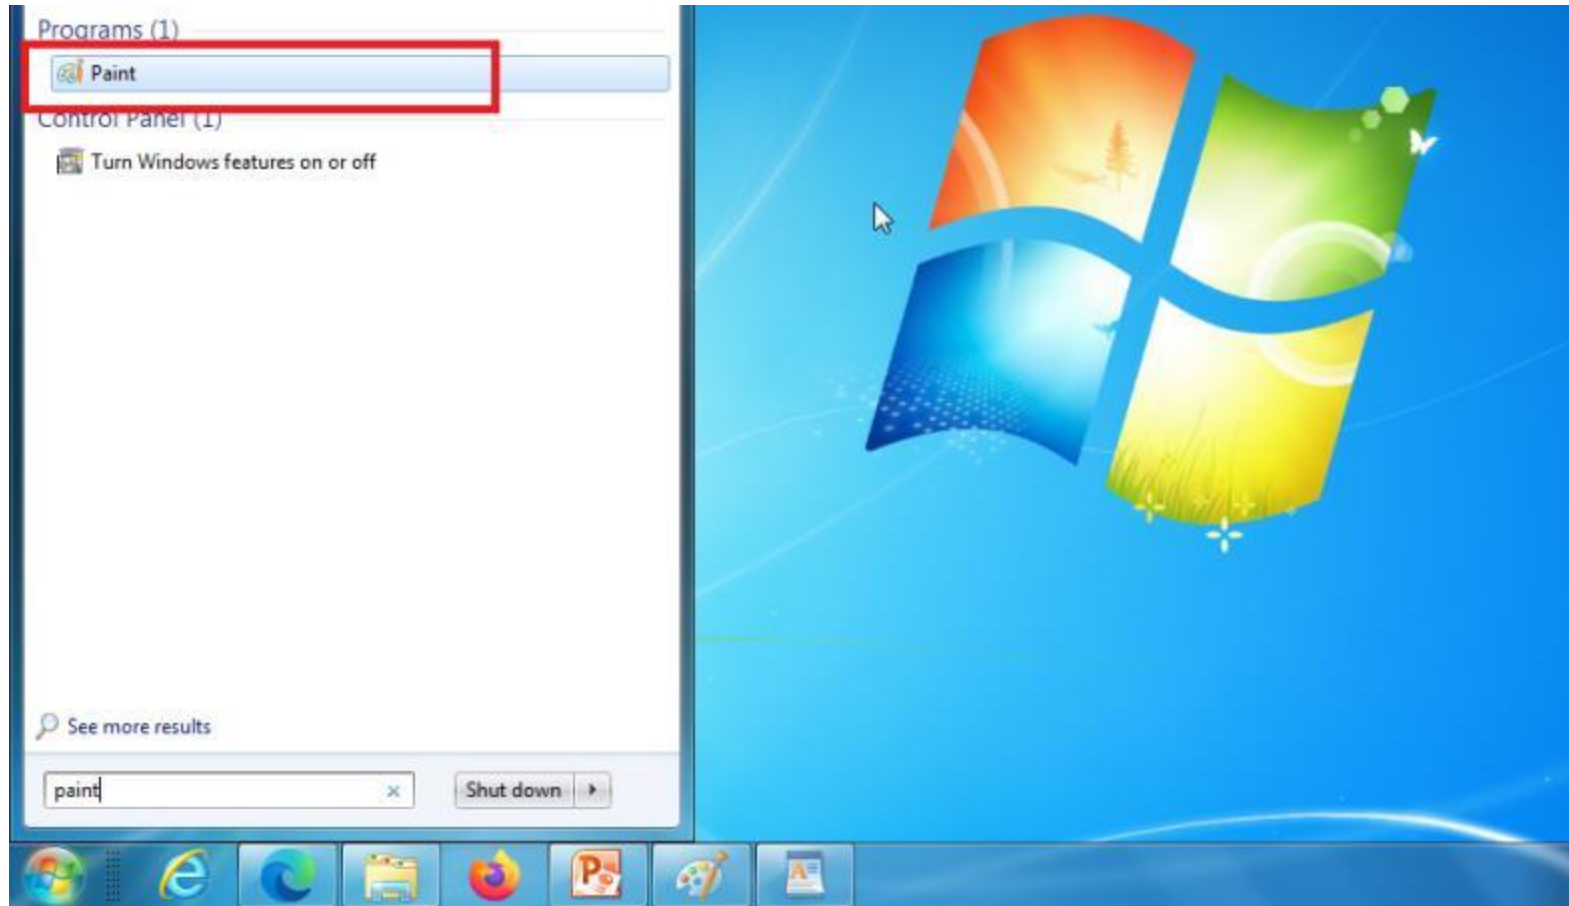 Programs (1)
Paint
Control Panel (1)
Turn Windows features on or off
See more results
paint
Shut down